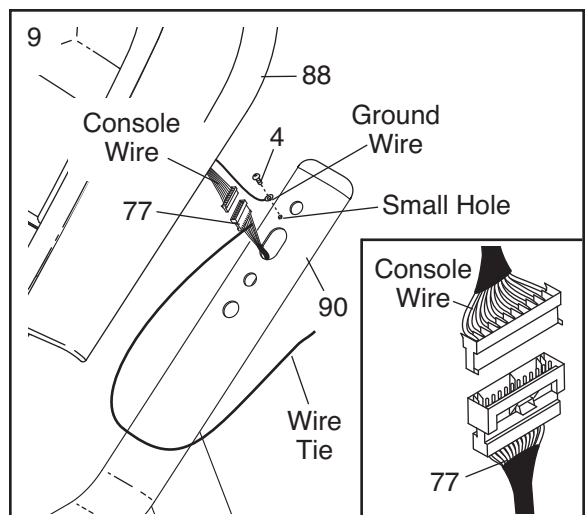 9
88
Console
Wire
4
Ground
Wire
77
Small Hole
90
Wire
Tie
Console
Wire
77